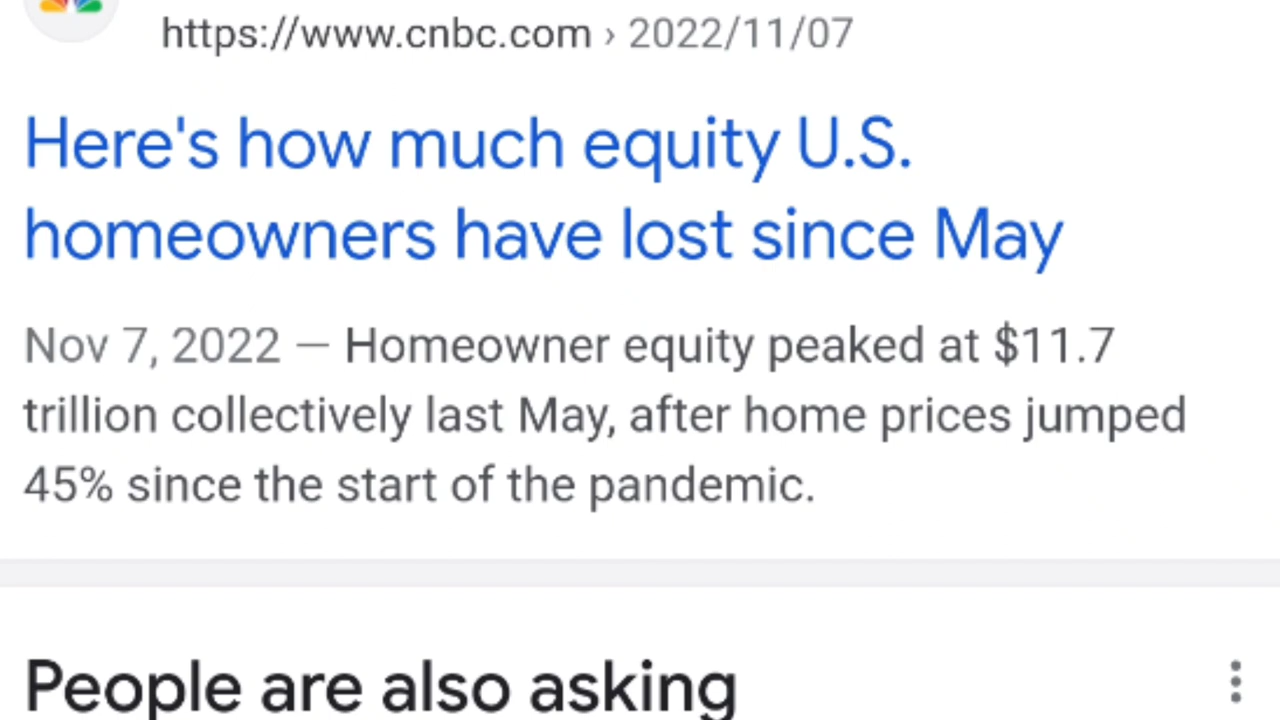 https://www.cnbc.com › 2022/11/07
Here's how much equity U.S.
homeowners have lost since May
Nov 7, 2022 — Homeowner equity peaked at $11.7
trillion collectively last May, after home prices jumped
45% since the start of the pandemic.
People are also asking